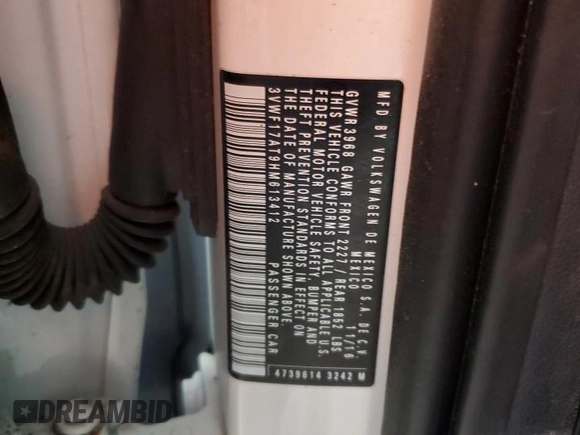 MFD BY VOLKSWAGEN DE MEXICO S.A. DE C.V.
MEXICO 11/16
GVWR 3968 GAWR FRONT 2227 / REAR 1852 LBS
THIS VEHICLE CONFORMS TO ALL APPLICABLE U.S.
FEDERAL MOTOR VEHICLE SAFETY, BUMPER AND
THEFT PREVENTION STANDARDS IN EFFECT ON
THE DATE OF MANUFACTURE SHOWN ABOVE.
3VWF17AT9HM613412 PASSENGER CAR
4739614 3242 M
DREAMBID